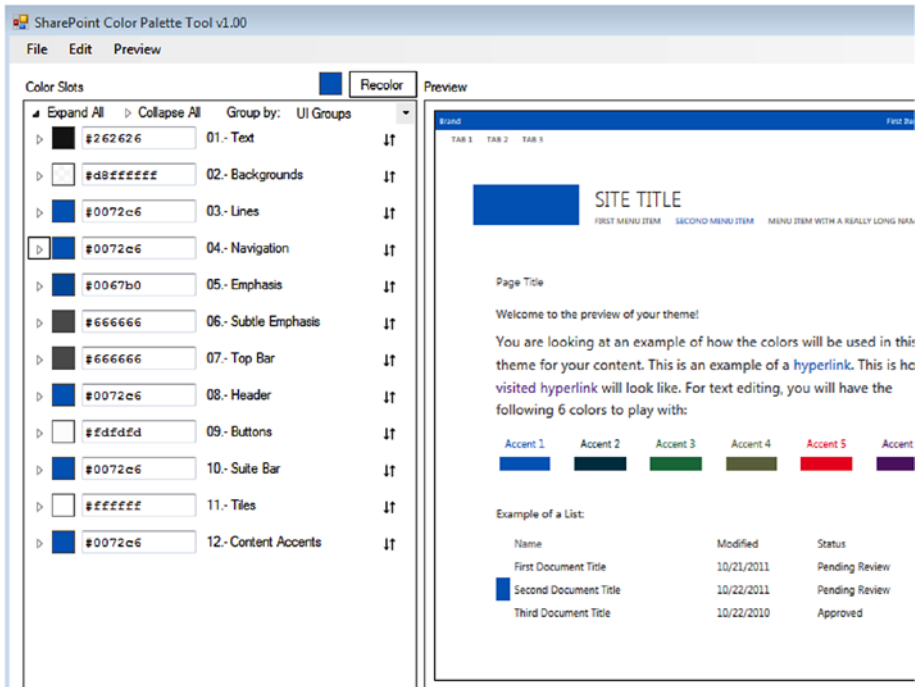 SharePoint Color Palette Tool v1.00
File Edit Preview
Color Slots Recolor Preview
Expand All Collapse All Group by: UI Groups
#262626 01.- Text
#d8ffffff 02.- Backgrounds
#0072c6 03.- Lines
#0072c6 04.- Navigation
#0067b0 05.- Emphasis
#666666 06.- Subtle Emphasis
#666666 07.- Top Bar
#0072c6 08.- Header
#fdfdfd 09.- Buttons
#0072c6 10.- Suite Bar
#ffffff 11.- Tiles
#0072c6 12.- Content Accents
Brand First
TAB 1 TAB 2 TAB 3
SITE TITLE
FIRST MENU ITEM SECOND MENU ITEM MENU ITEM WITH A REALLY LONG NAM
Page Title
Welcome to the preview of your theme!
You are looking at an example of how the colors will be used in this
theme for your content. This is an example of a hyperlink. This is ho
visited hyperlink will look like. For text editing, you will have the
following 6 colors to play with:
Accent 1 Accent 2 Accent 3 Accent 4 Accent 5 Accent
Example of a List:
Name Modified Status
First Document Title 10/21/2011 Pending Review
Second Document Title 10/22/2011 Pending Review
Third Document Title 10/22/2010 Approved